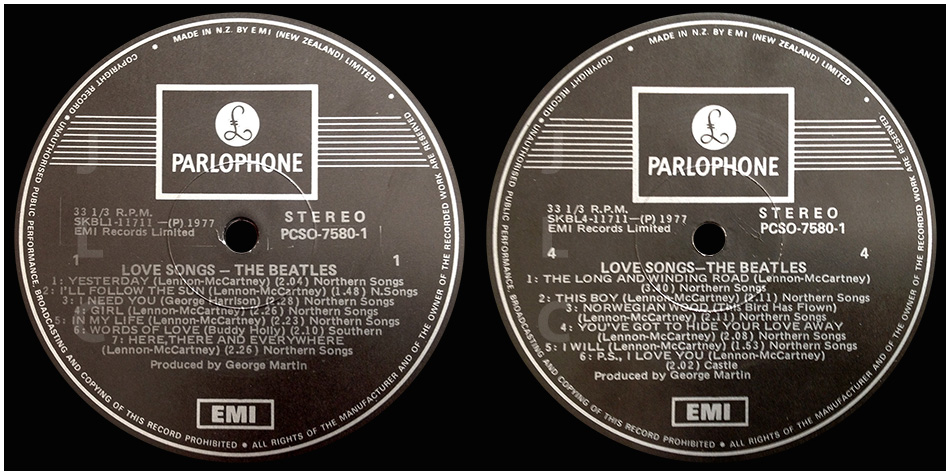 COPYRIGHT RECORD • UNAUTHORISED PUBLIC PERFORMANCE, BROADCASTING AND COPYING OF THIS RECORD PROHIBITED • ALL RIGHTS OF THE MANUFACTURER AND OF THE OWNER OF THE RECORDED WORK ARE RESERVED • MADE IN N.Z. BY EMI (NEW ZEALAND) LIMITED •
£
PARLOPHONE
33 1/3 R.P.M.
SKBL1-11711—(P) 1977
EMI Records Limited
STEREO
PCSO-7580-1
1 1
LOVE SONGS — THE BEATLES
1: YESTERDAY (Lennon-McCartney) (2.04) Northern Songs
2: I'LL FOLLOW THE SUN (Lennon-McCartney) (1.48) N.Songs
3: I NEED YOU (George Harrison) (2.28) Northern Songs
4: GIRL (Lennon-McCartney) (2.26) Northern Songs
5: IN MY LIFE (Lennon-McCartney) (2.23) Northern Songs
6: WORDS OF LOVE (Buddy Holly) (2.10) Southern
7: HERE,THERE AND EVERYWHERE
(Lennon-McCartney) (2.26) Northern Songs
Produced by George Martin
EMI
COPYRIGHT RECORD • UNAUTHORISED PUBLIC PERFORMANCE, BROADCASTING AND COPYING OF THIS RECORD PROHIBITED • ALL RIGHTS OF THE MANUFACTURER AND OF THE OWNER OF THE RECORDED WORK ARE RESERVED • MADE IN N.Z. BY EMI (NEW ZEALAND) LIMITED •
£
PARLOPHONE
33 1/3 R.P.M.
SKBL4-11711—(P) 1977
EMI Records Limited
STEREO
PCSO-7580-1
4 4
LOVE SONGS—THE BEATLES
1: THE LONG AND WINDING ROAD (Lennon-McCartney)
(3.40) Northern Songs
2: THIS BOY (Lennon-McCartney) (2.11) Northern Songs
3: NORWEGIAN WOOD (This Bird Has Flown)
(Lennon-McCartney) (2.11) Northern Songs
4: YOU'VE GOT TO HIDE YOUR LOVE AWAY
(Lennon-McCartney) (2.08) Northern Songs
5: I WILL (Lennon-McCartney) (1.53) Northern Songs
6: P.S., I LOVE YOU (Lennon-McCartney)
(2.02) Castle
Produced by George Martin
EMI